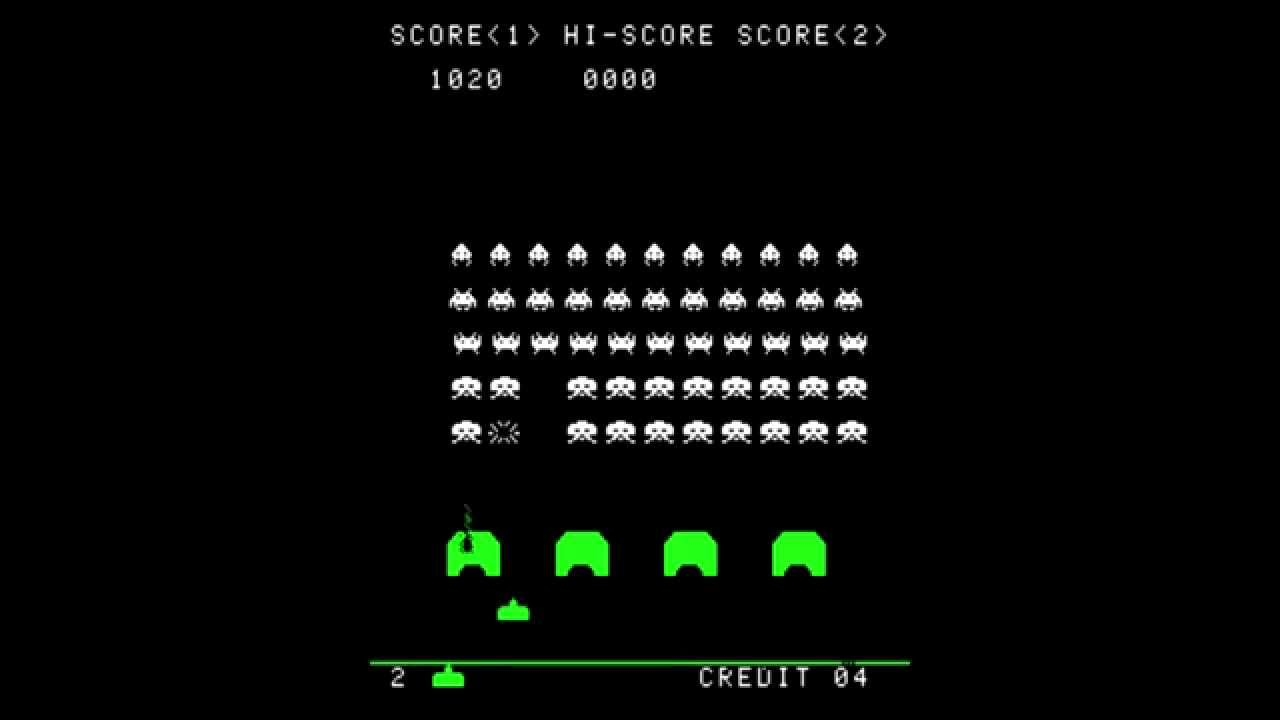 SCORE<1> HI-SCORE SCORE<2>
1020 0000
2 CREDIT 04